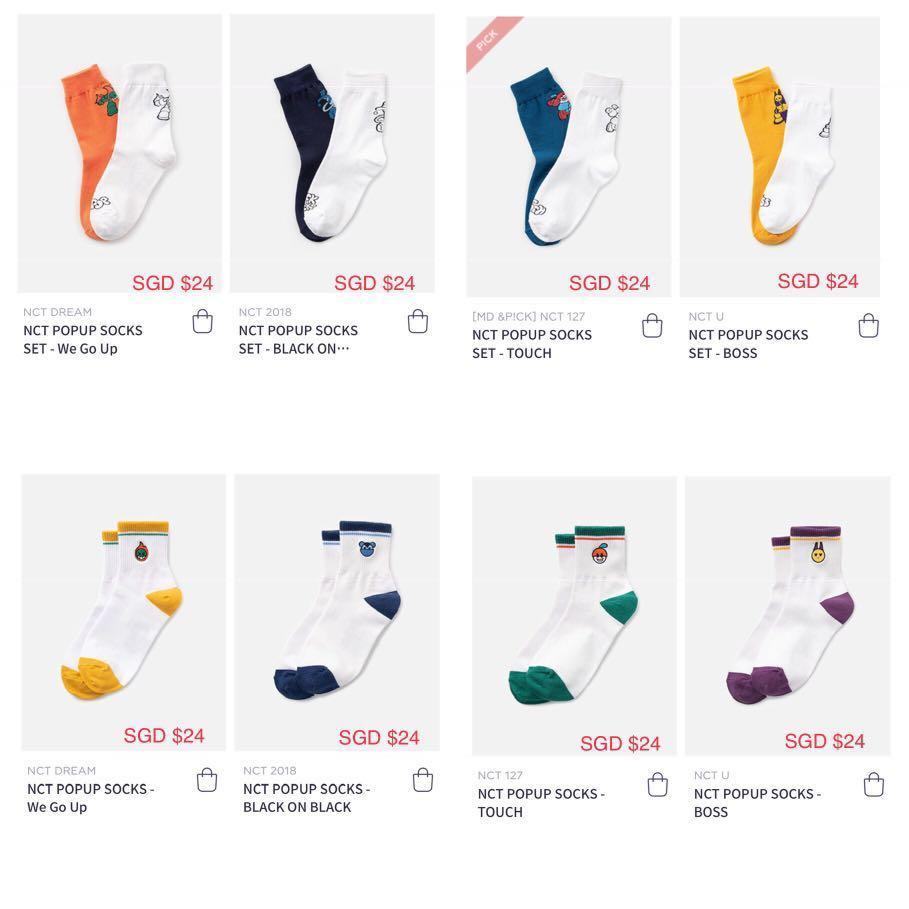 PICK
SGD $24
SGD $24
SGD $24
SGD $24
NCT DREAM
NCT POPUP SOCKS
SET - We Go Up
NCT 2018
NCT POPUP SOCKS
SET - BLACK ON···
[MD &P!CK] NCT 127
NCT POPUP SOCKS
SET - TOUCH
NCT U
NCT POPUP SOCKS
SET - BOSS
SGD $24
SGD $24
SGD $24
SGD $24
NCT DREAM
NCT POPUP SOCKS -
We Go Up
NCT 2018
NCT POPUP SOCKS -
BLACK ON BLACK
NCT 127
NCT POPUP SOCKS -
TOUCH
NCT U
NCT POPUP SOCKS -
BOSS